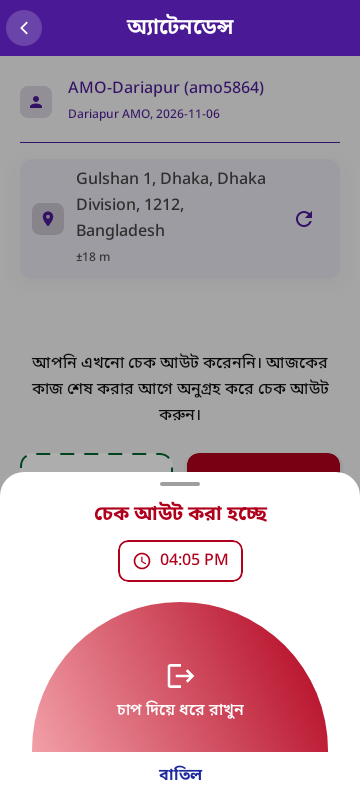 অ্যাটেনডেন্স
AMO-Dariapur (amo5864)
Dariapur AMO, 2026-11-06
Gulshan 1, Dhaka, Dhaka
Division, 1212,
Bangladesh
±18 m
আপনি এখনো চেক আউট করেননি। আজকের
কাজ শেষ করার আগে অনুগ্রহ করে চেক আউট
করুন।
চেক আউট করা হচ্ছে
04:05 PM
চাপ দিয়ে ধরে রাখুন
বাতিল